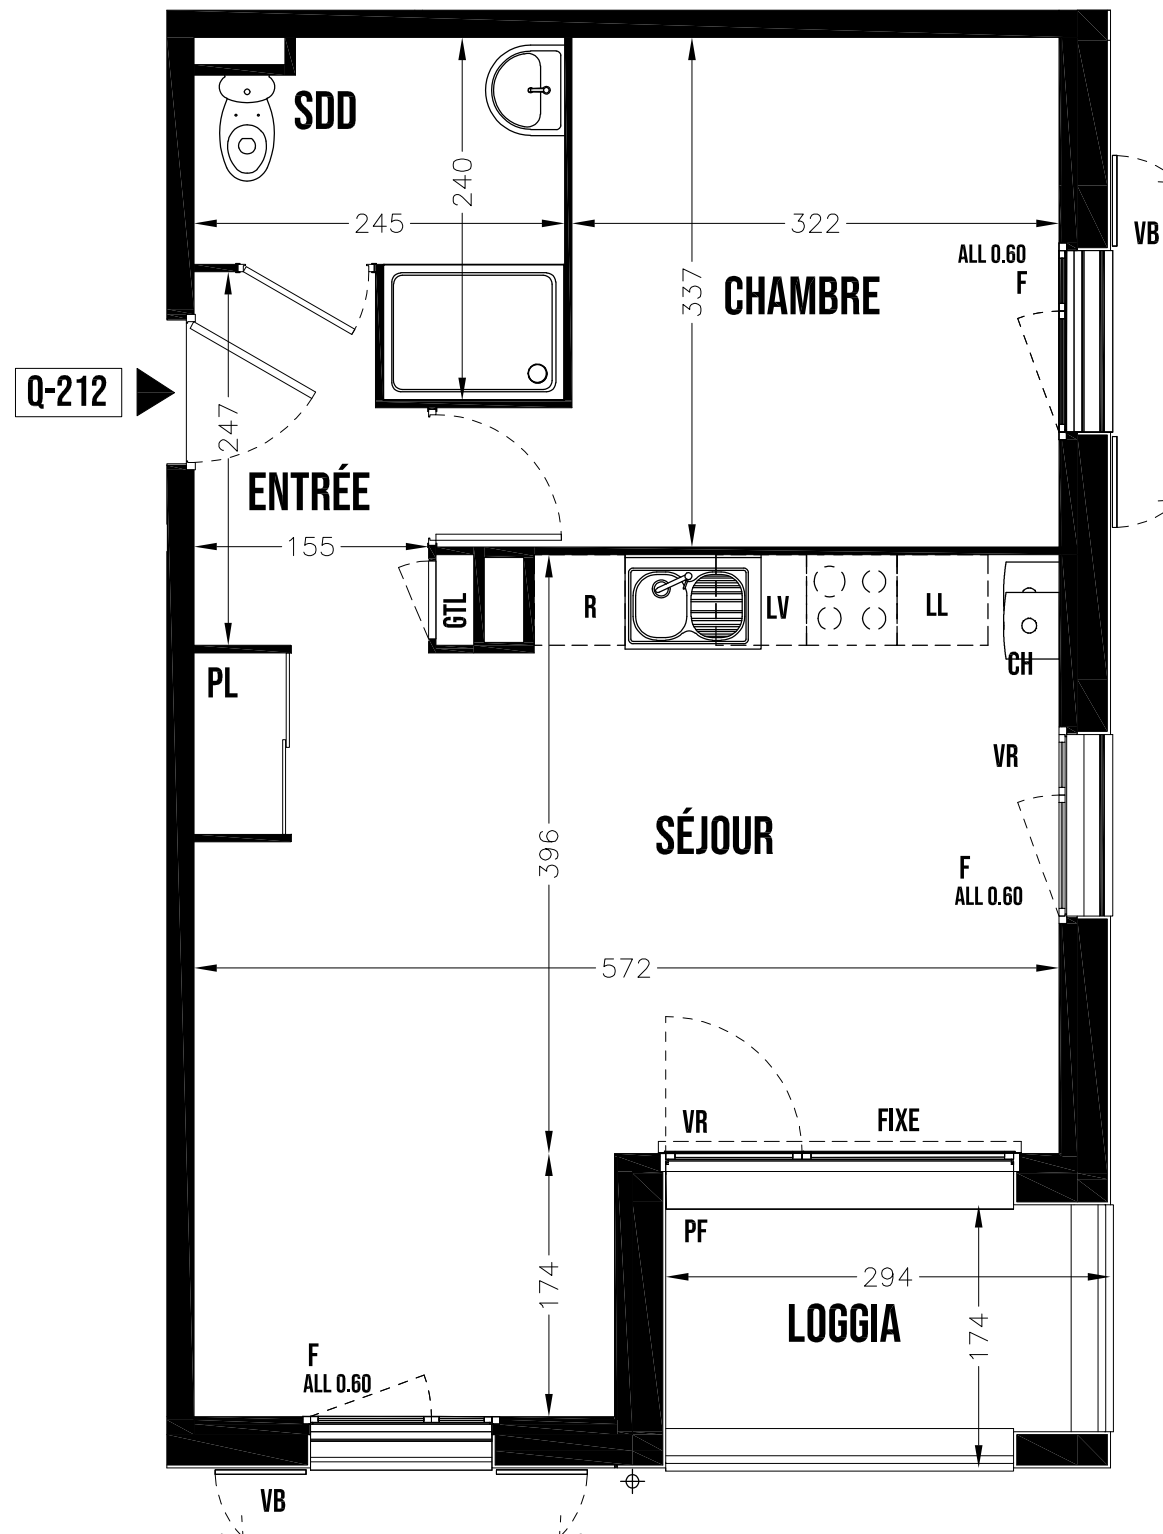 SDD
240
245
322
VB
ALL 0.60
F
337
CHAMBRE
Q-212
247
ENTRÉE
155
GTL
R
LV
LL
CH
PL
VR
SÉJOUR
396
F
ALL 0.60
572
VR
FIXE
PF
294
174
LOGGIA
174
F
ALL 0.60
VB